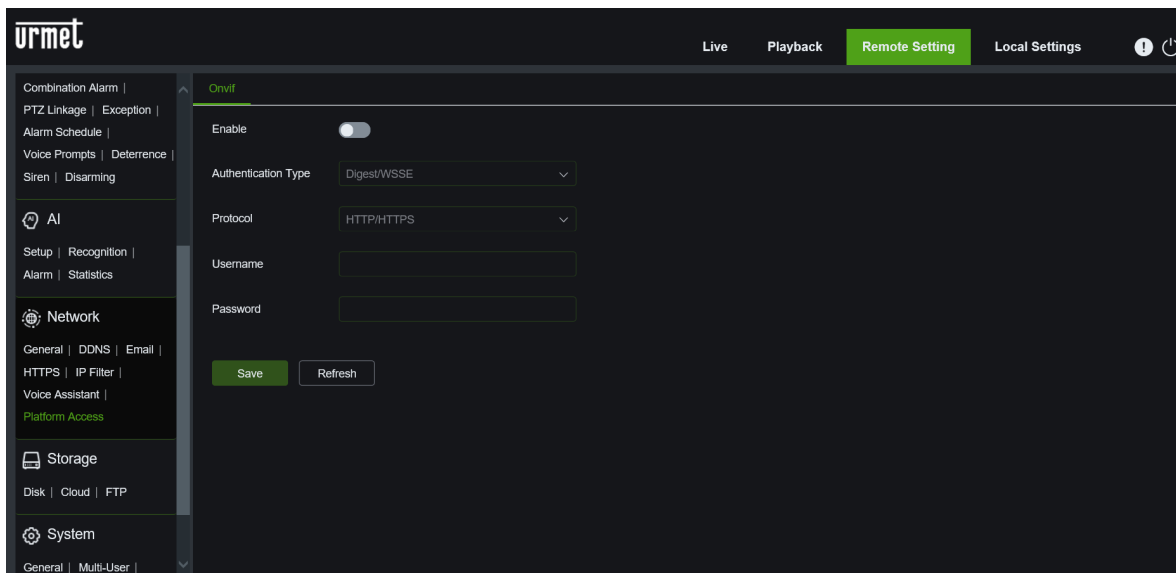 urmet
Live Playback Remote Setting Local Settings
Combination Alarm |
PTZ Linkage | Exception |
Alarm Schedule |
Voice Prompts | Deterrence |
Siren | Disarming
AI
Setup | Recognition |
Alarm | Statistics
Network
General | DDNS | Email |
HTTPS | IP Filter |
Voice Assistant |
Platform Access
Storage
Disk | Cloud | FTP
System
General | Multi-User |
Onvif
Enable
Authentication Type Digest/WSSE
Protocol HTTP/HTTPS
Username
Password
Save Refresh